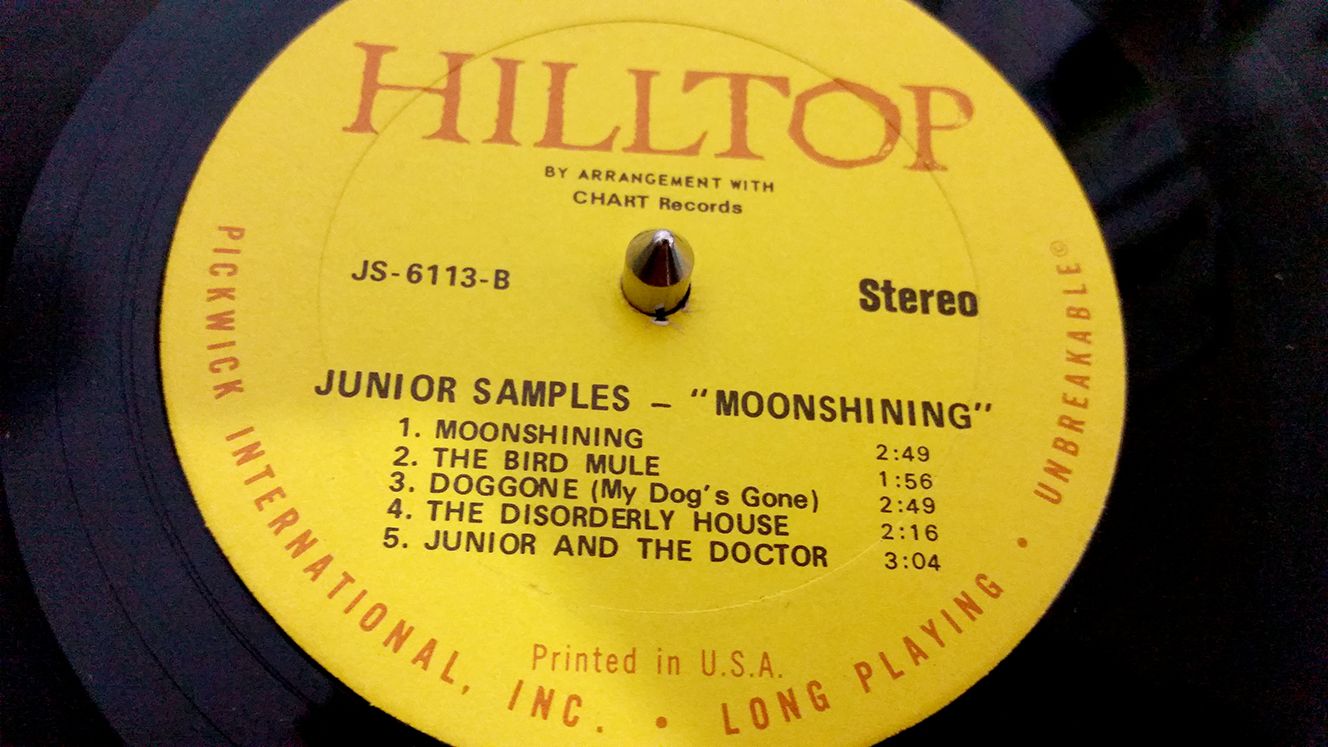 HILLTOP
BY ARRANGEMENT WITH
CHART Records
JS-6113-B
Stereo
JUNIOR SAMPLES – "MOONSHINING"
1. MOONSHINING 2:49
2. THE BIRD MULE 1:56
3. DOGGONE (My Dog's Gone) 2:49
4. THE DISORDERLY HOUSE 2:16
5. JUNIOR AND THE DOCTOR 3:04
Printed in U.S.A.
PICKWICK INTERNATIONAL, INC. • LONG PLAYING • UNBREAKABLE©